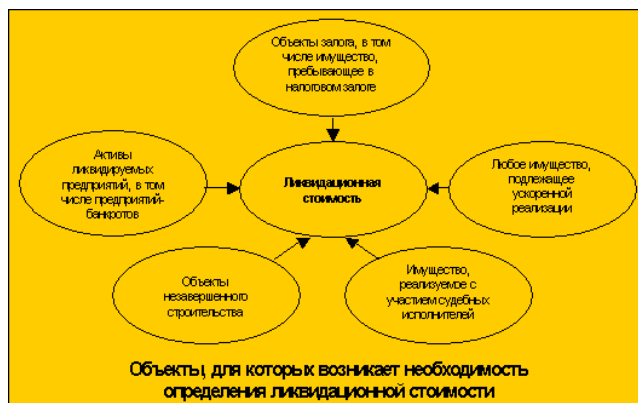 Объекты залога, в том
числе имущество,
пребывающее в
налоговом залоге
Активы
ликвидируемых
предприятий, в том
числе предприятий-
банкротов
Ликвидационная
стоимость
Любое имущество,
подлежащее
ускоренной
реализации
Объекты
незавершенного
строительства
Имущество,
реализуемое с
участием судебных
исполнителей
Объекты, для которых возникает необходимость
определения ликвидационной стоимости